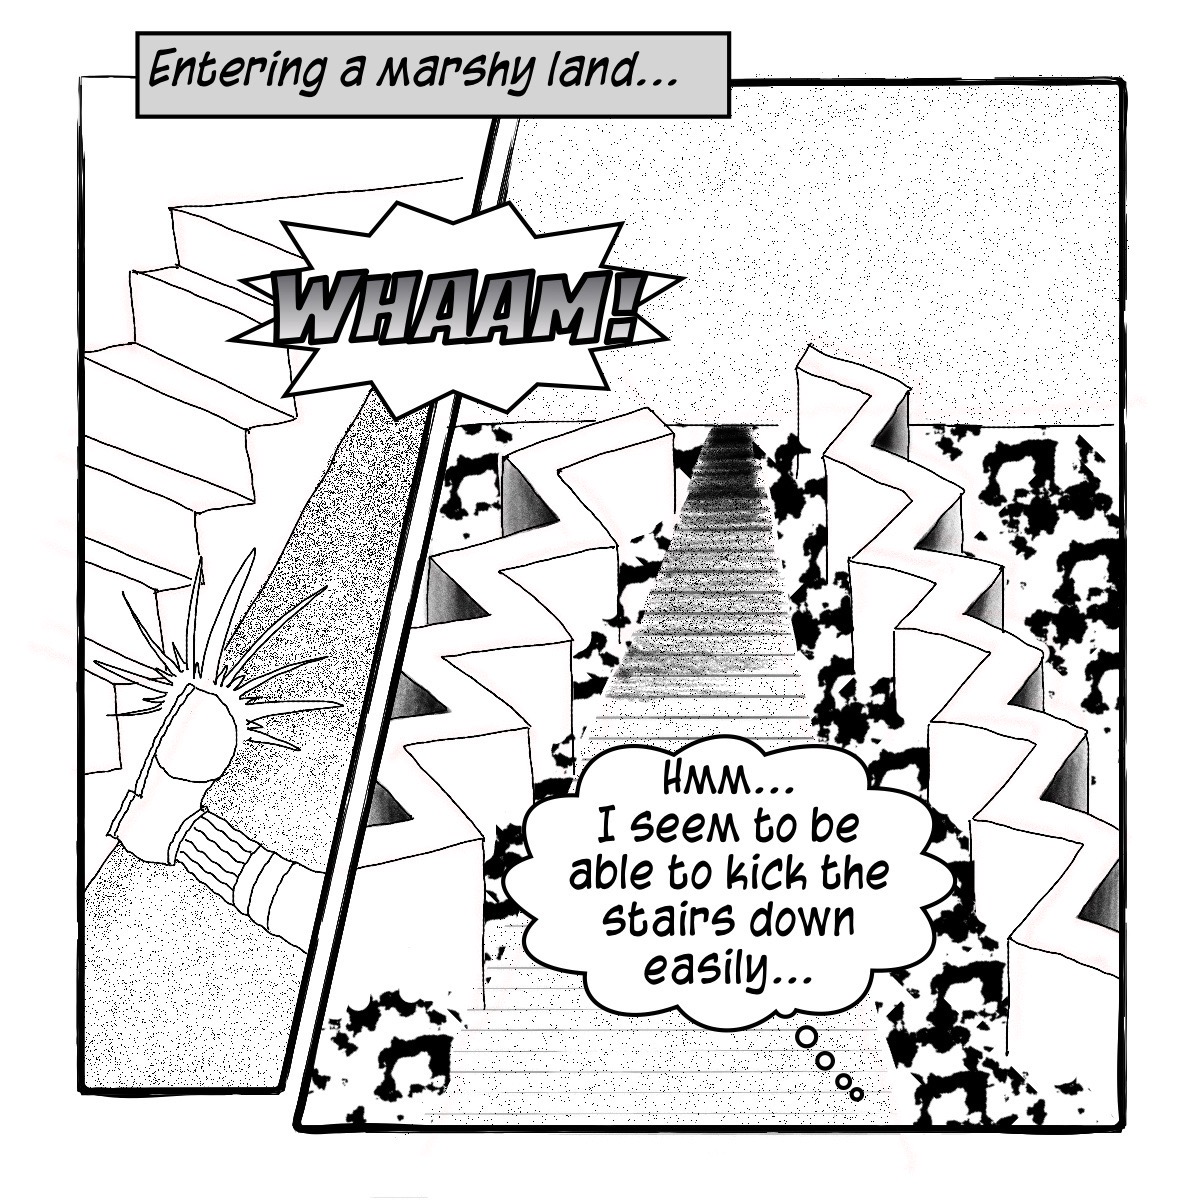 Entering a marshy land...
WHAAM!
Hmm...
I seem to be
able to kick the
stairs down
easily...